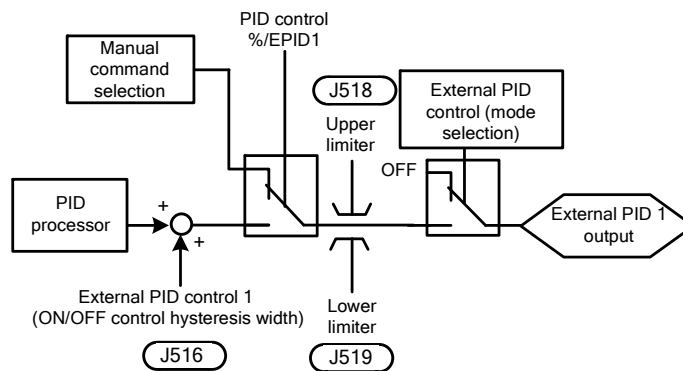 PID control
%/EPID1
Manual
command
selection
J518
Upper
limiter
External PID
control (mode
selection)
OFF
PID
processor
+
+
External PID 1
output
External PID control 1
(ON/OFF control hysteresis width)
J516
Lower
limiter
J519